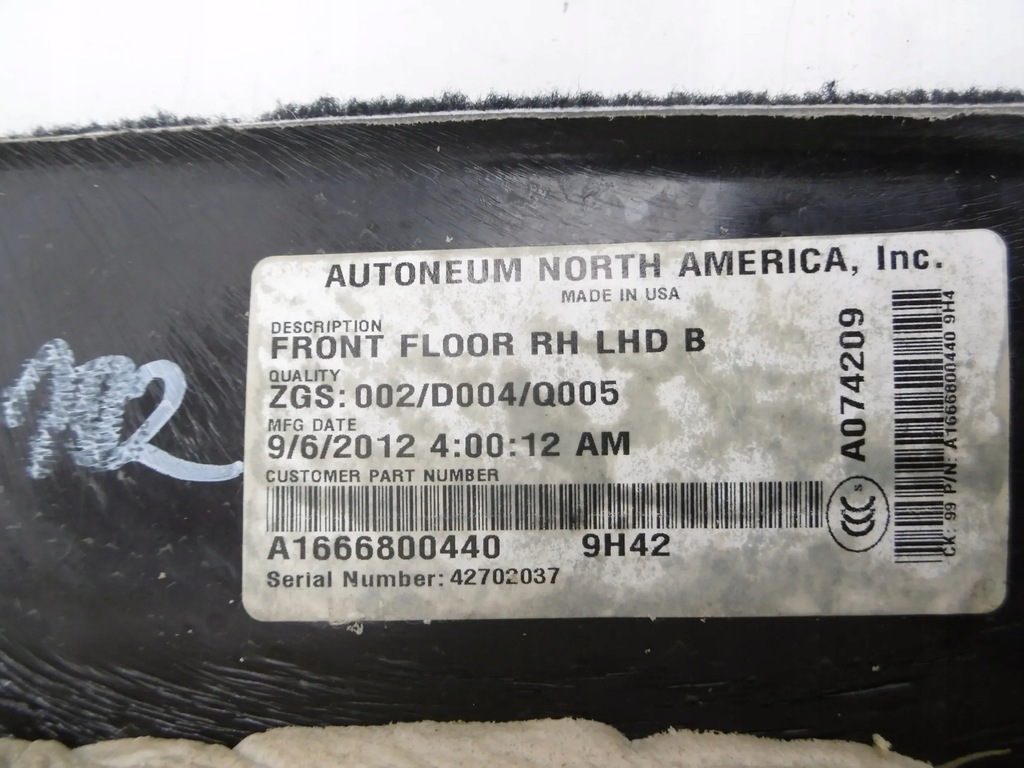 AUTONEUM NORTH AMERICA, Inc.
MADE IN USA
DESCRIPTION
FRONT FLOOR RH LHD B
QUALITY
ZGS: 002/D004/Q005
MFG DATE
9/6/2012 4:00:12 AM
CUSTOMER PART NUMBER
A1666800440 9H42
Serial Number: 42702037
CCC S
A074209
CK: 99 P/N: A1666800440 9H4